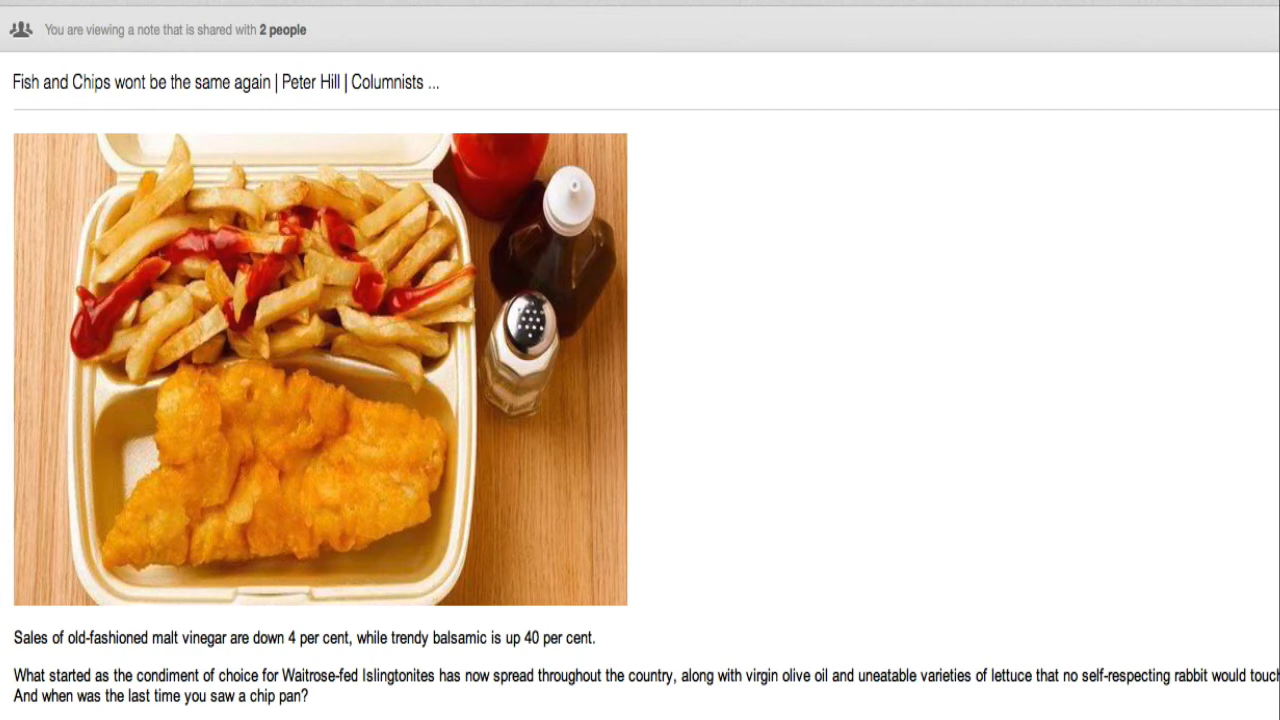 You are viewing a note that is shared with 2 people
Fish and Chips wont be the same again | Peter Hill | Columnists ...
Sales of old-fashioned malt vinegar are down 4 per cent, while trendy balsamic is up 40 per cent.
What started as the condiment of choice for Waitrose-fed Islingtonites has now spread throughout the country, along with virgin olive oil and uneatable varieties of lettuce that no self-respecting rabbit would touch
And when was the last time you saw a chip pan?